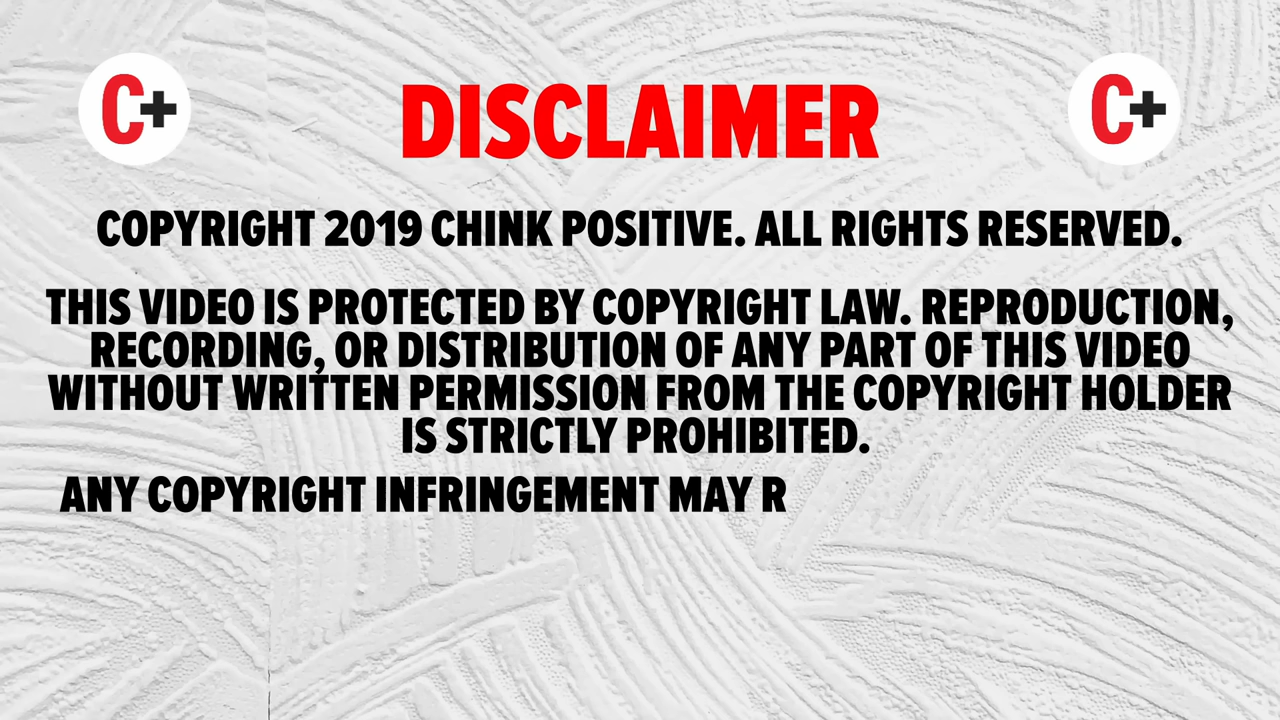 C+
C+
DISCLAIMER
COPYRIGHT 2019 CHINK POSITIVE. ALL RIGHTS RESERVED.
THIS VIDEO IS PROTECTED BY COPYRIGHT LAW. REPRODUCTION,
RECORDING, OR DISTRIBUTION OF ANY PART OF THIS VIDEO
WITHOUT WRITTEN PERMISSION FROM THE COPYRIGHT HOLDER
IS STRICTLY PROHIBITED.
ANY COPYRIGHT INFRINGEMENT MAY R